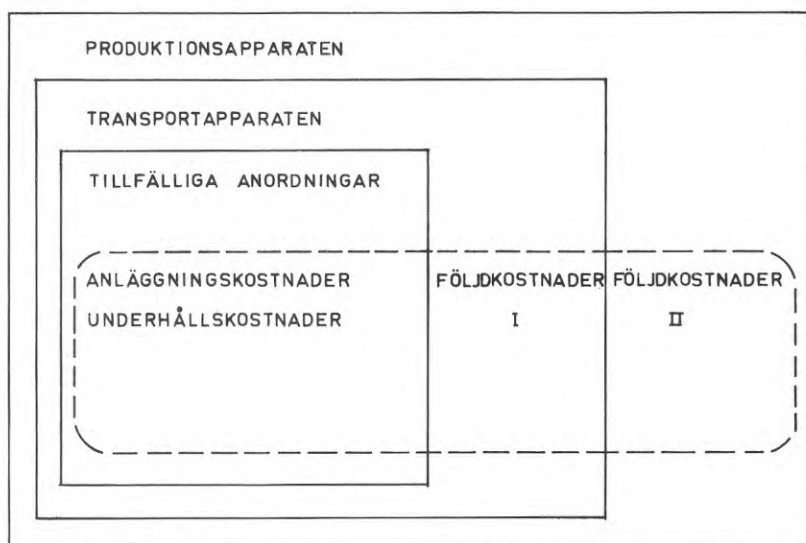 PRODUKTIONSAPPARATEN
TRANSPORTAPPARATEN
TILLFÄLLIGA ANORDNINGAR
ANLÄGGNINGSKOSTNADER FÖLJDKOSTNADER FÖLJDKOSTNADER
UNDERHÅLLSKOSTNADER I II